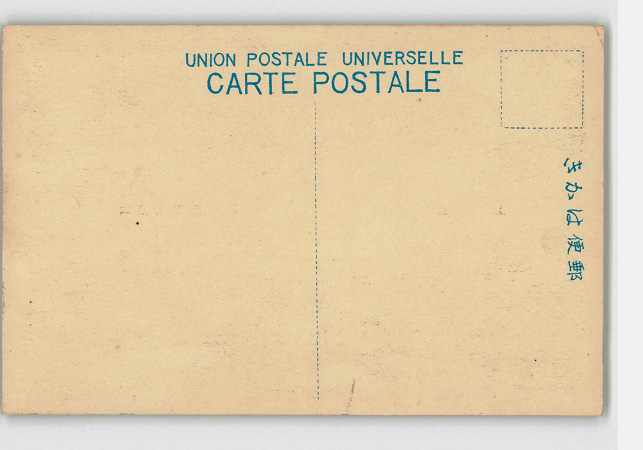 UNION POSTALE UNIVERSELLE
CARTE POSTALE
きかは便郵